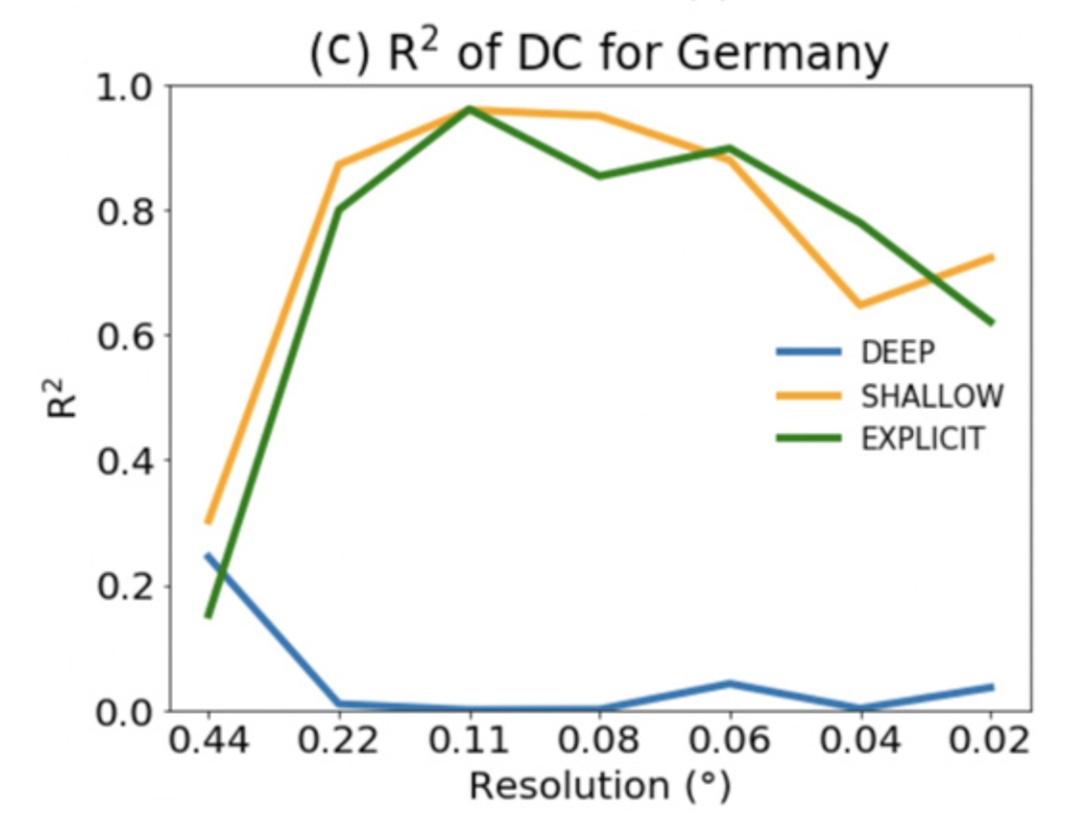 (c) R² of DC for Germany
1.0
0.8
0.6
0.4
0.2
0.0
R²
DEEP
SHALLOW
EXPLICIT
0.44 0.22 0.11 0.08 0.06 0.04 0.02
Resolution (°)